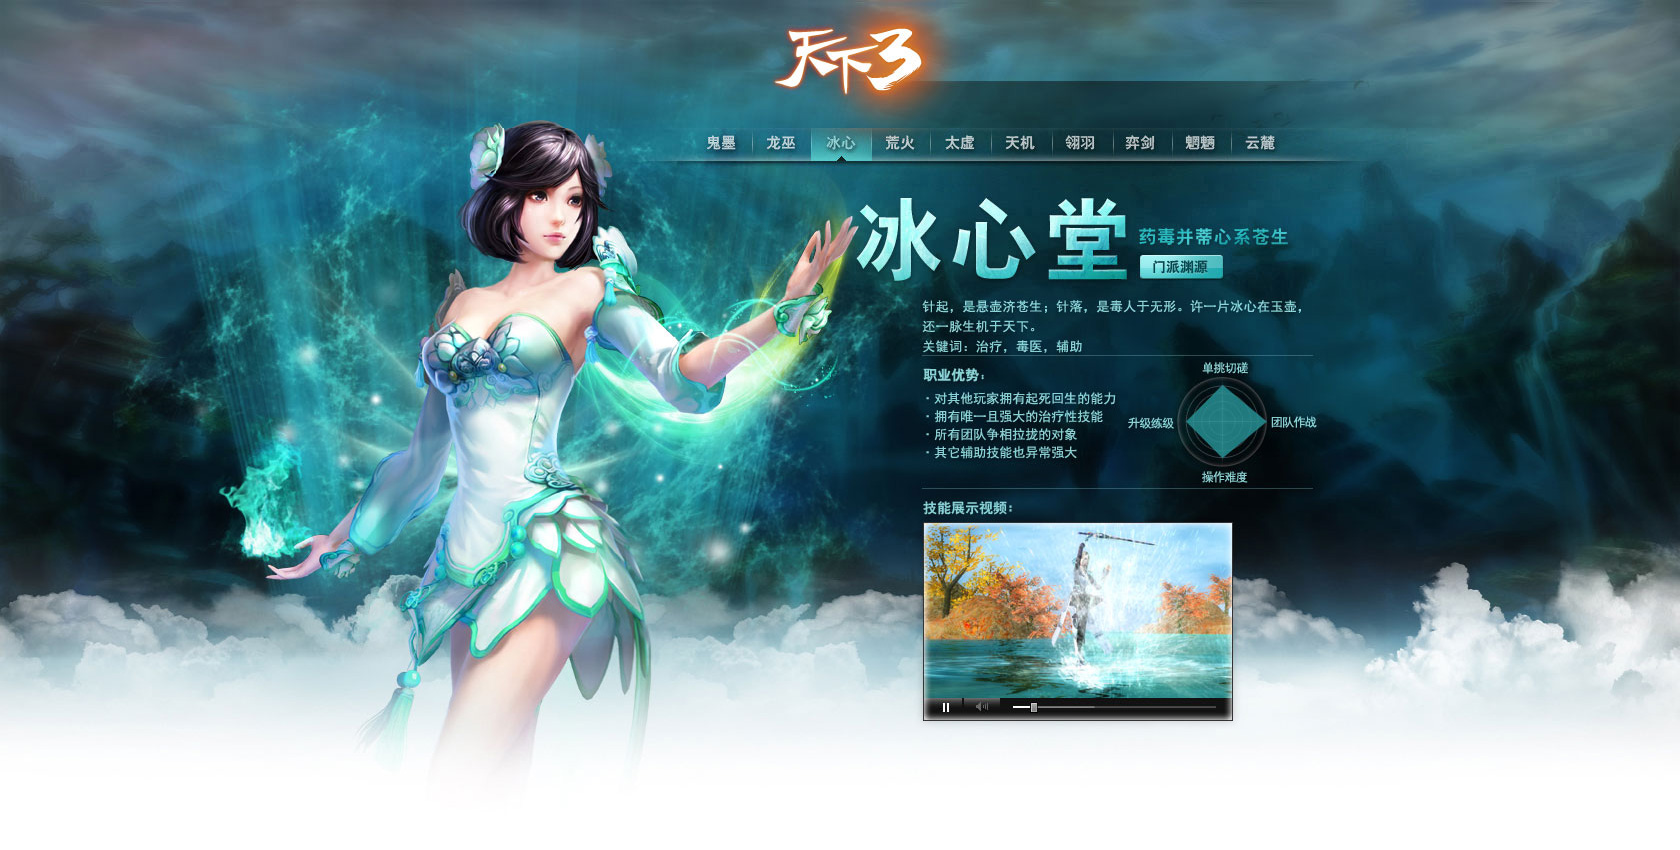 天下3
鬼墨 龙巫 冰心 荒火 太虚 天机 翎羽 弈剑 魍魉 云麓
冰心堂
药毒并蒂心系苍生
门派渊源
针起，是悬壶济苍生；针落，是毒人于无形。许一片冰心在玉壶，
还一脉生机于天下。
关键词：治疗，毒医，辅助
职业优势：
·对其他玩家拥有起死回生的能力
·拥有唯一且强大的治疗性技能
·所有团队争相拉拢的对象
·其它辅助技能也异常强大
单挑切磋
升级练级
团队作战
操作难度
技能展示视频：